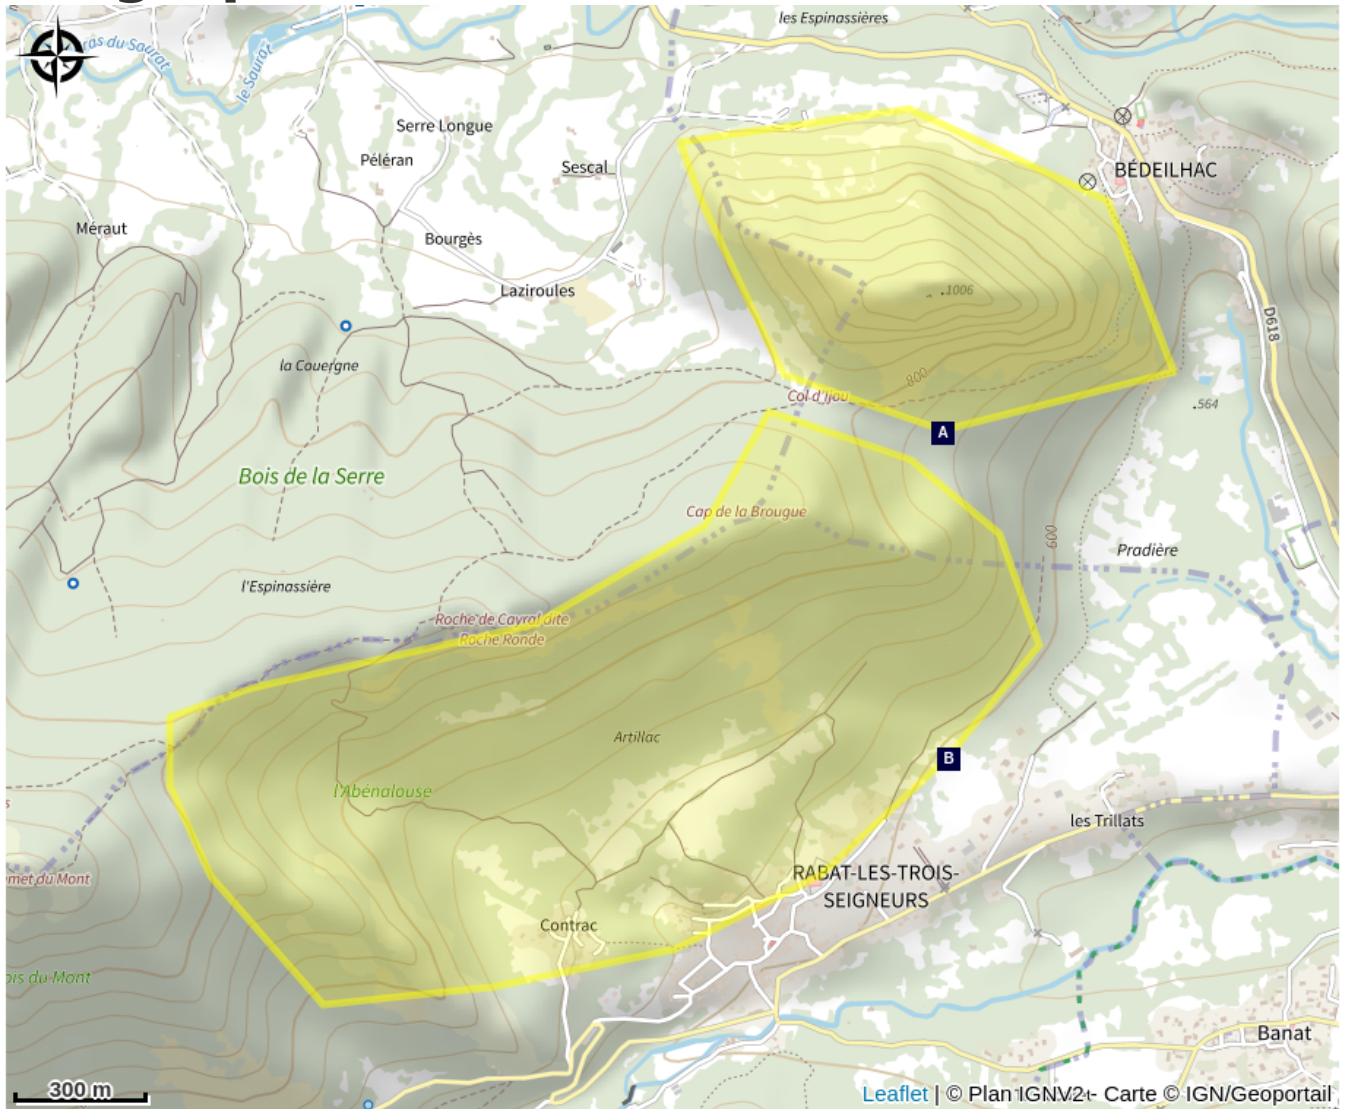 les Espinassières
ras du Saurat
le Saurat
Serre Longue
Péléran
Sescal
BÉDEILHAC
Méraut
Bourgès
Laziroules
.1006
D618
la Couergne
800
Col d'Ijou
.564
A
Bois de la Serre
Cap de la Brougue
600
Pradière
l'Espinassière
Roche de Cayral dite
Roche Ronde
Artillac
B
l'Abénalouse
les Trillats
met du Mont
RABAT-LES-TROIS-
SEIGNEURS
Contrac
ois du Mont
Banat
300 m
Leaflet | © Plan IGNV2 - Carte © IGN/Geoportail